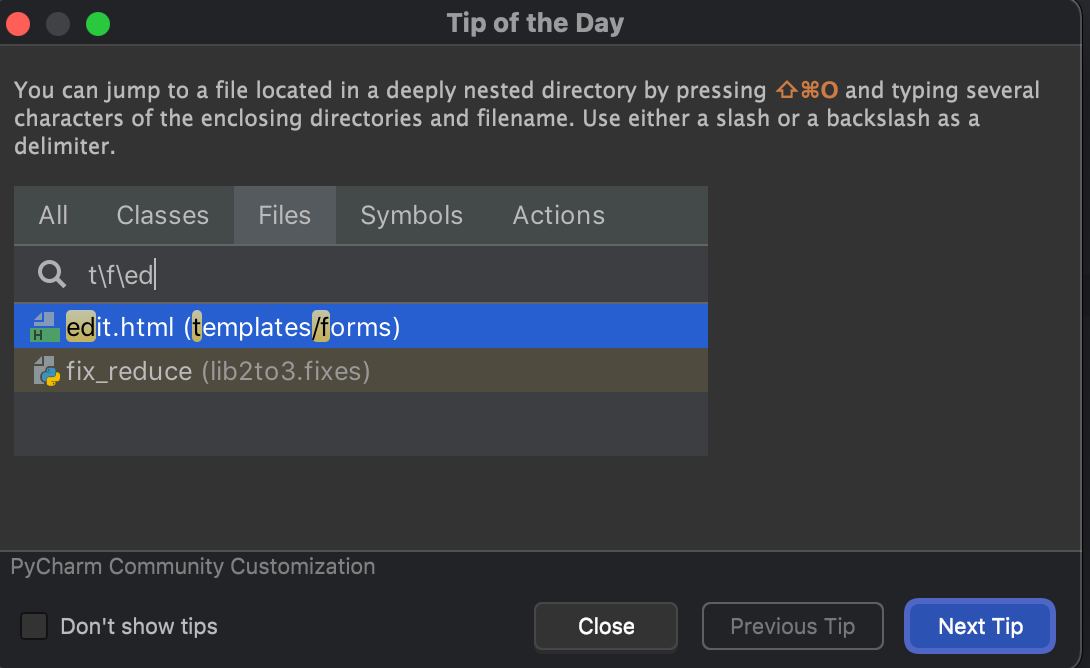 Tip of the Day
You can jump to a file located in a deeply nested directory by pressing ⇧⌘O and typing several
characters of the enclosing directories and filename. Use either a slash or a backslash as a
delimiter.
All Classes Files Symbols Actions
t\f\ed
H edit.html (templates/forms)
fix_reduce (lib2to3.fixes)
PyCharm Community Customization
Don't show tips Close Previous Tip Next Tip